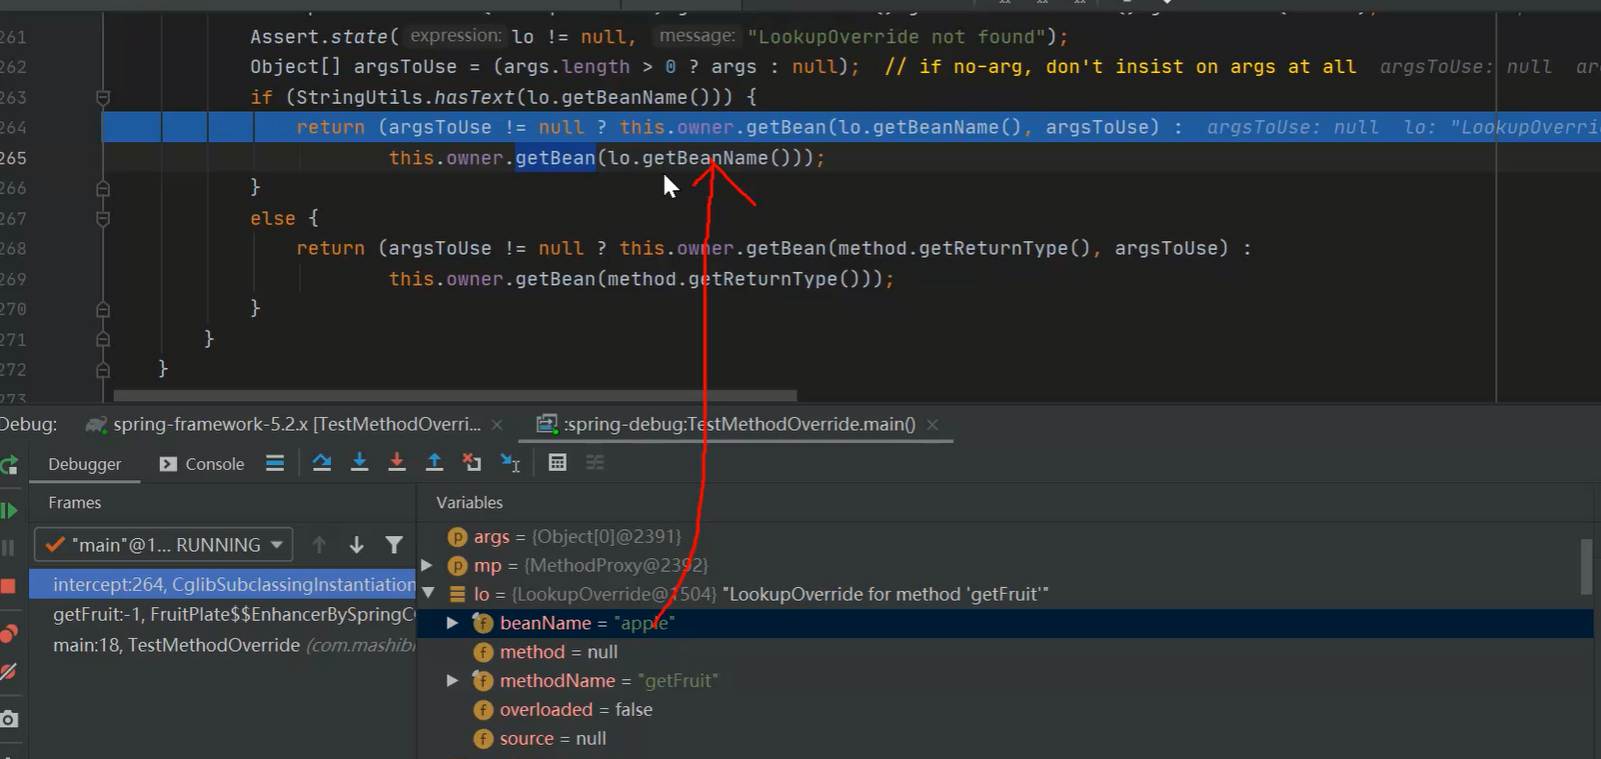 261 Assert.state( expression: lo != null, message: "LookupOverride not found");
262 Object[] argsToUse = (args.length > 0 ? args : null); // if no-arg, don't insist on args at all argsToUse: null
263 if (StringUtils.hasText(lo.getBeanName())) {
264 return (argsToUse != null ? this.owner.getBean(lo.getBeanName(), argsToUse) : argsToUse: null lo: "LookupOverri
265 this.owner.getBean(lo.getBeanName()));
266 }
267 else {
268 return (argsToUse != null ? this.owner.getBean(method.getReturnType(), argsToUse) :
269 this.owner.getBean(method.getReturnType()));
270 }
271 }
272 }
273
Debug: spring-framework-5.2.x [TestMethodOverri... :spring-debug:TestMethodOverride.main()
Debugger Console
Frames
"main"@1... RUNNING
intercept:264, CglibSubclassingInstantiation
getFruit:-1, FruitPlate$$EnhancerBySpringC
main:18, TestMethodOverride (com.mashibi
Variables
args = {Object[0]@2391}
mp = {MethodProxy@2392}
lo = {LookupOverride@1504} "LookupOverride for method 'getFruit'"
beanName = "apple"
method = null
methodName = "getFruit"
overloaded = false
source = null